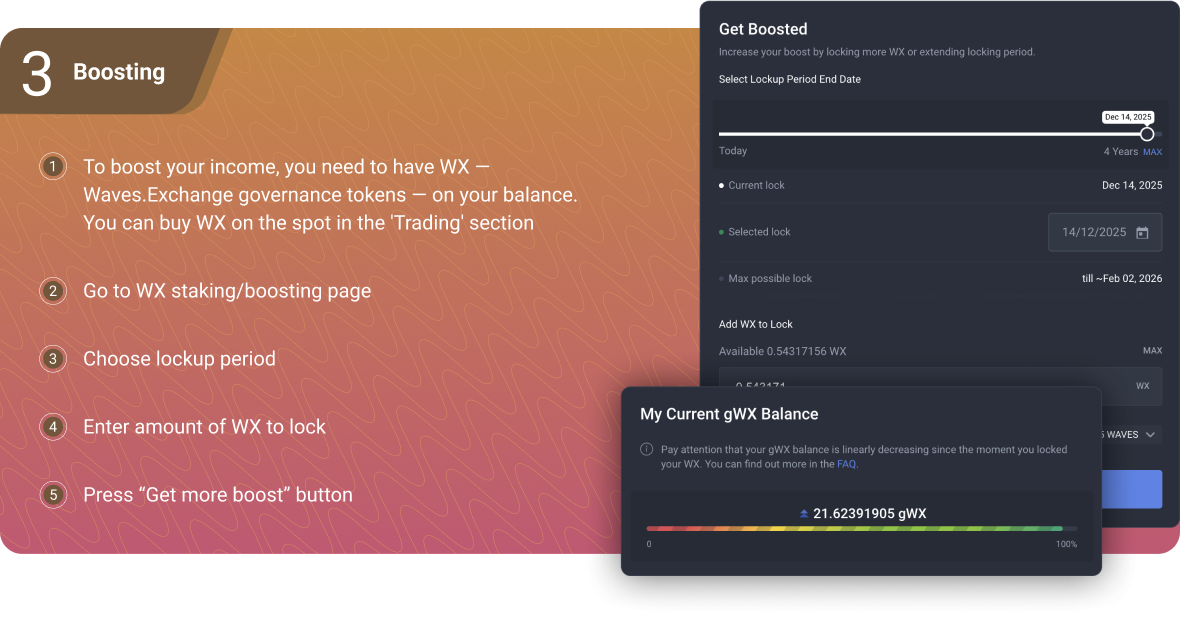 3 Boosting
1 To boost your income, you need to have WX —
Waves.Exchange governance tokens — on your balance.
You can buy WX on the spot in the 'Trading' section
2 Go to WX staking/boosting page
3 Choose lockup period
4 Enter amount of WX to lock
5 Press “Get more boost” button
Get Boosted
Increase your boost by locking more WX or extending locking period.
Select Lockup Period End Date
Dec 14, 2025
Today 4 Years MAX
Current lock Dec 14, 2025
Selected lock 14/12/2025
Max possible lock till ~Feb 02, 2026
Add WX to Lock
Available 0.54317156 WX MAX
0.543171 WX
WAVES
My Current gWX Balance
Pay attention that your gWX balance is linearly decreasing since the moment you locked
your WX. You can find out more in the FAQ.
21.62391905 gWX
0 100%